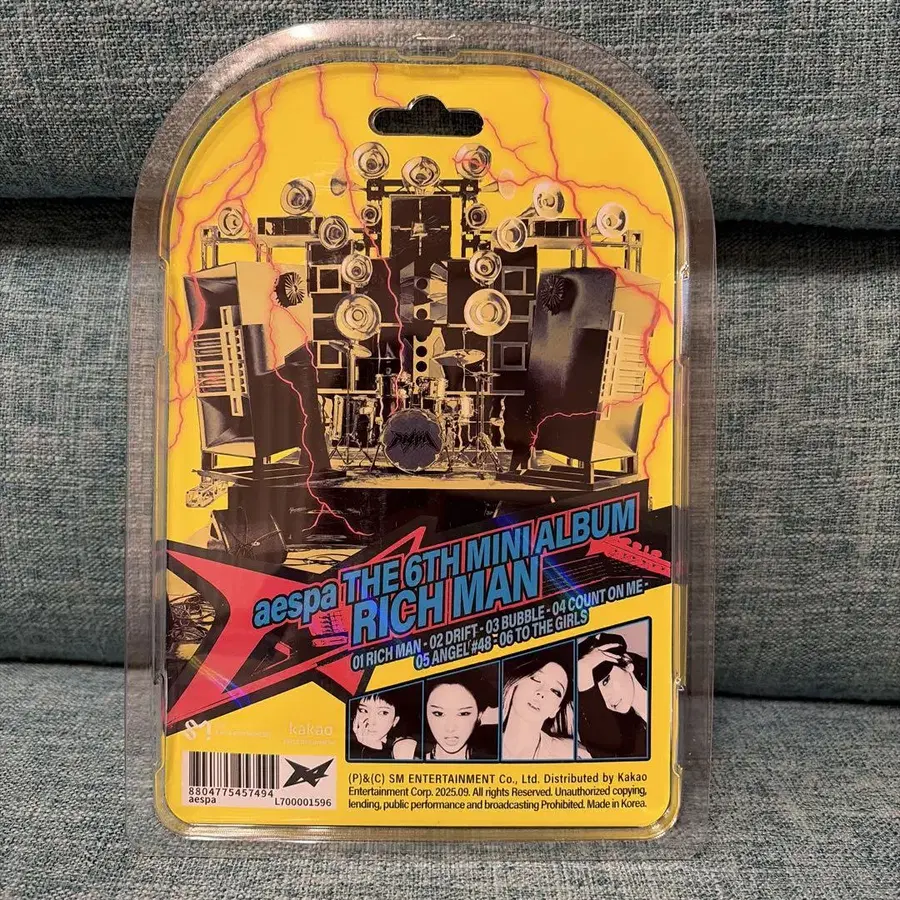 aespa THE 6TH MINI ALBUM
RICH MAN
01 RICH MAN - 02 DRIFT - 03 BUBBLE - 04 COUNT ON ME -
05 ANGEL #48 - 06 TO THE GIRLS
kakao
8804775457494
aespa
L700001596
(P)&(C) SM ENTERTAINMENT Co., Ltd. Distributed by Kakao
Entertainment Corp. 2025.09. All rights Reserved. Unauthorized copying,
lending, public performance and broadcasting Prohibited. Made in Korea.